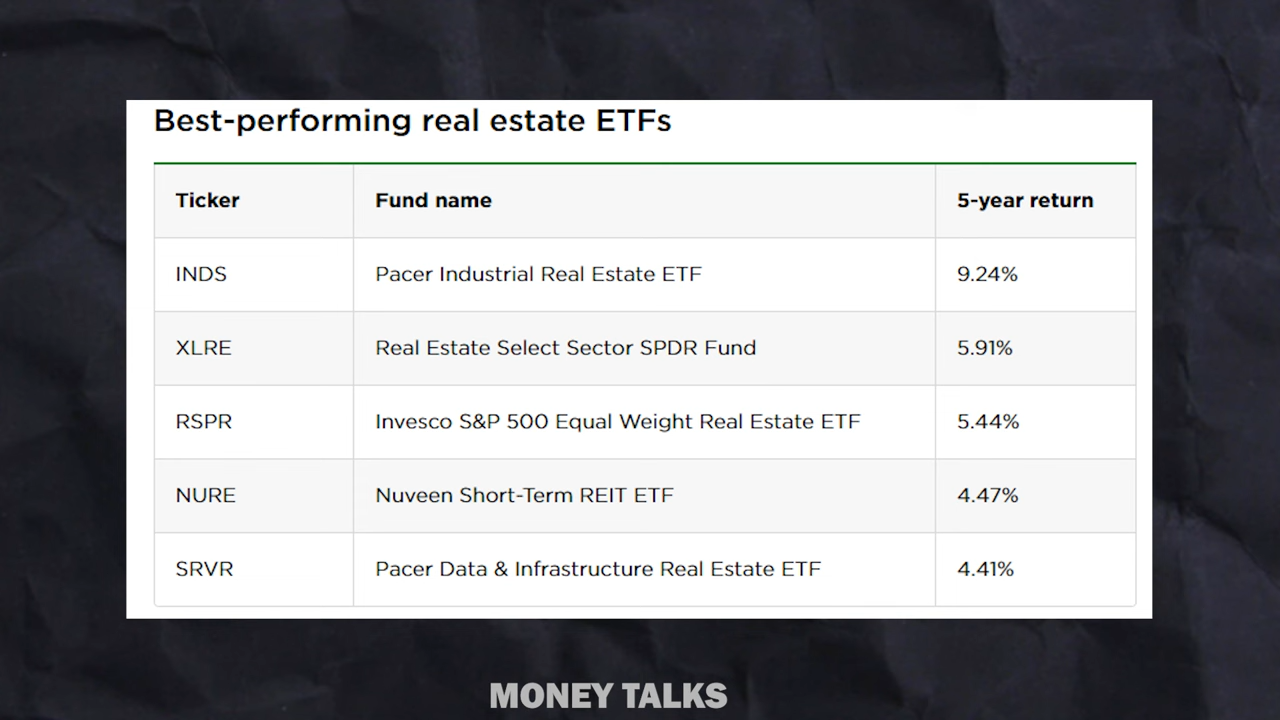 Best-performing real estate ETFs
Ticker Fund name 5-year return
INDS Pacer Industrial Real Estate ETF 9.24%
XLRE Real Estate Select Sector SPDR Fund 5.91%
RSPR Invesco S&P 500 Equal Weight Real Estate ETF 5.44%
NURE Nuveen Short-Term REIT ETF 4.47%
SRVR Pacer Data & Infrastructure Real Estate ETF 4.41%
MONEY TALKS